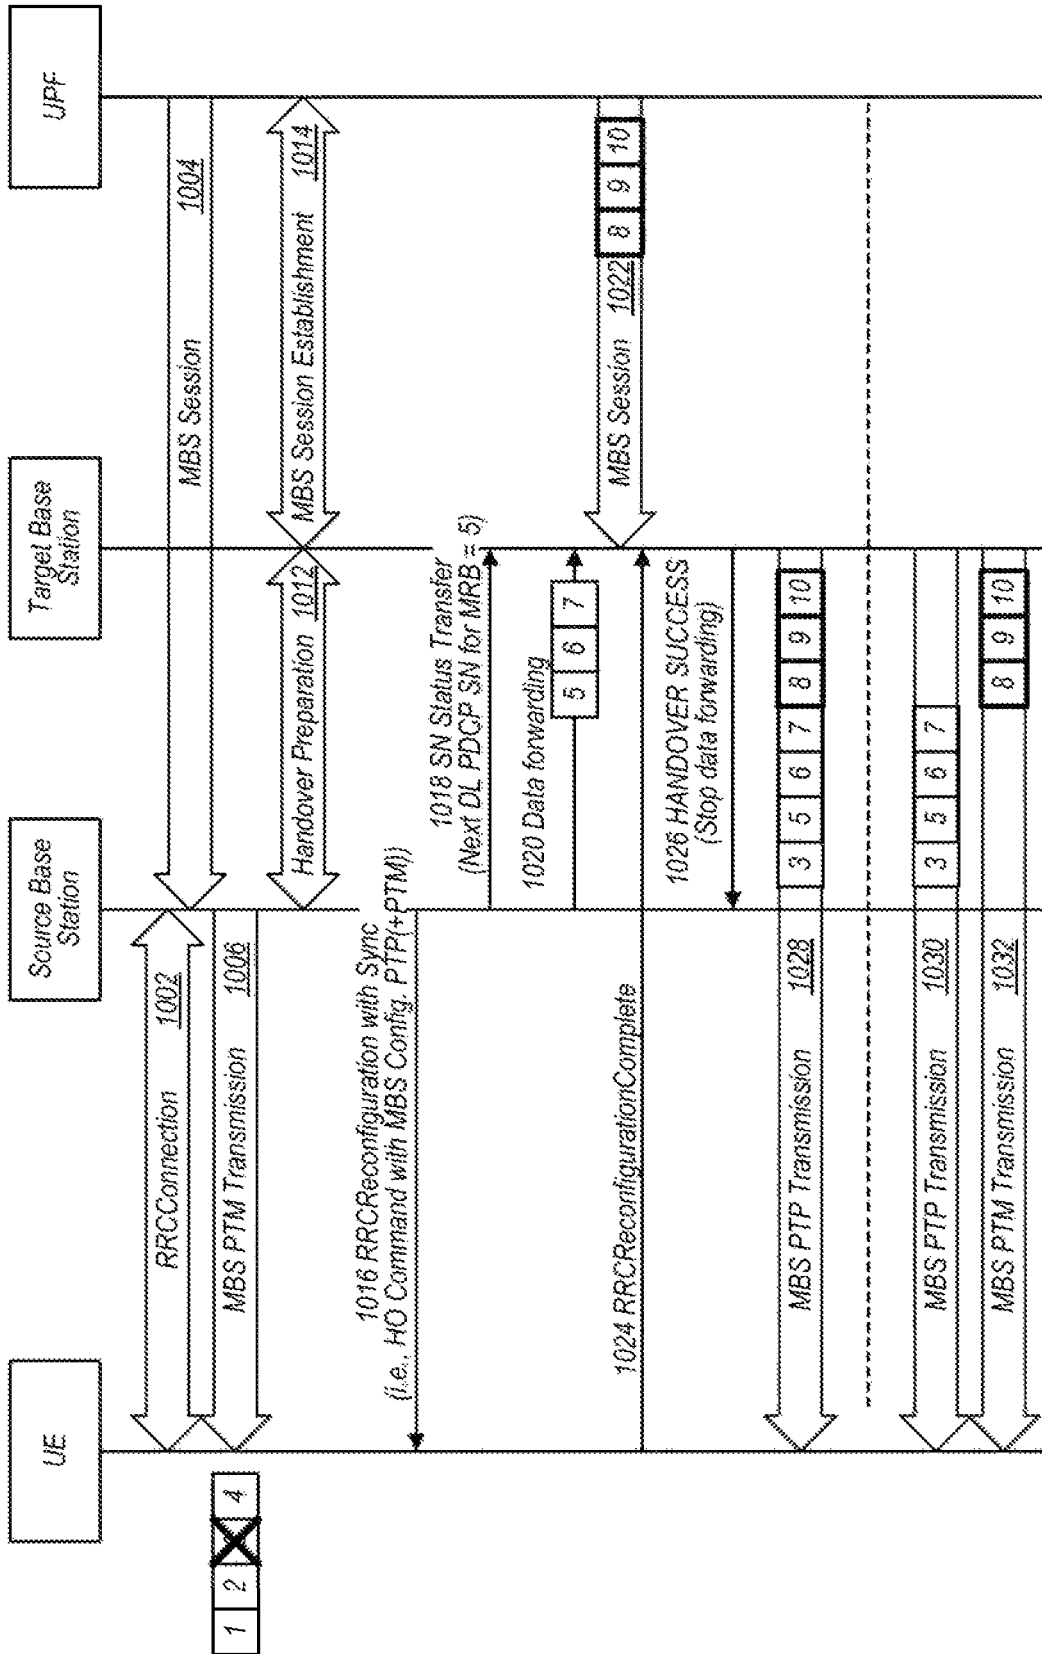 UE
Source Base
Station
Target Base
Station
UPF
RRCConnection
1002
MBS Session
1004
1 2 4
MBS PTM Transmission
1006
Handover Preparation 1012
MBS Session Establishment
1014
1016 RRCReconfiguration with Sync
(i.e., HO Command with MBS Config. PTP(+PTM))
1018 SN Status Transfer
(Next DL PDCP SN for MRB = 5)
1020 Data forwarding
5 6 7
MBS Session
1022
8 9 10
1024 RRCReconfigurationComplete
1026 HANDOVER SUCCESS
(Stop data forwarding)
MBS PTP Transmission
1028
3 5 6 7 8 9 10
MBS PTP Transmission
1030
3 5 6 7
MBS PTM Transmission
1032
8 9 10